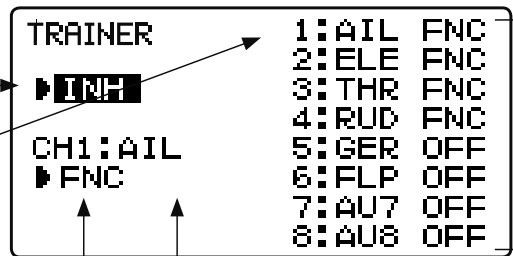 TRAINER
INH
CH1:AIL
FNC
1:AIL FNC
2:ELE FNC
3:THR FNC
4:RUD FNC
5:GER OFF
6:FLP OFF
7:AU7 OFF
8:AU8 OFF